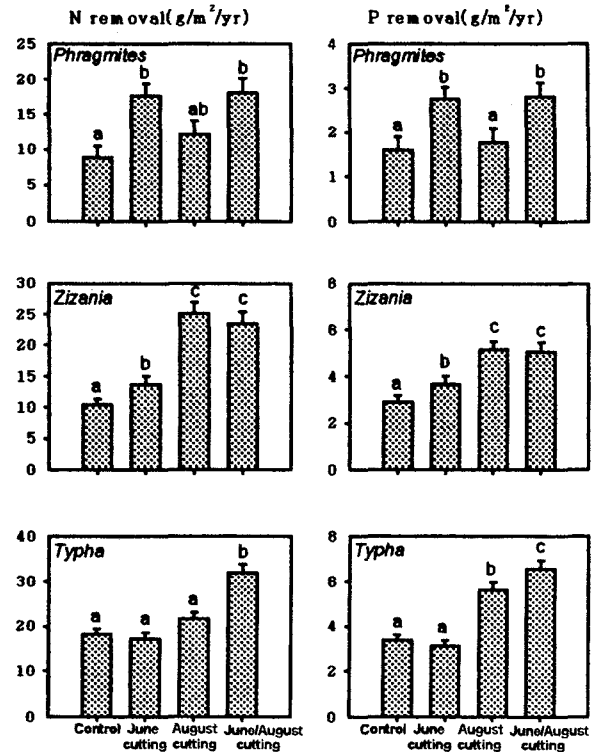 N removal(g/m²/yr)
P removal(g/m²/yr)
25
20
15
10
5
0
Phragmites
a
b
ab
b
4
3
2
1
0
Phragmites
a
b
a
b
30
25
20
15
10
5
0
Zizania
a
b
c
c
8
6
4
2
0
Zizania
a
b
c
c
40
30
20
10
0
Typha
a
a
a
b
8
6
4
2
0
Typha
a
a
b
c
Control June cutting August cutting June/August cutting
Control June cutting August cutting June/August cutting